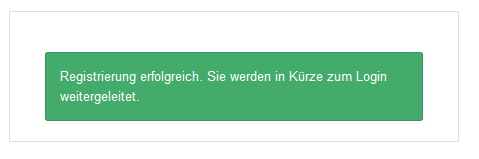 Registrierung erfolgreich. Sie werden in Kürze zum Login
weitergeleitet.